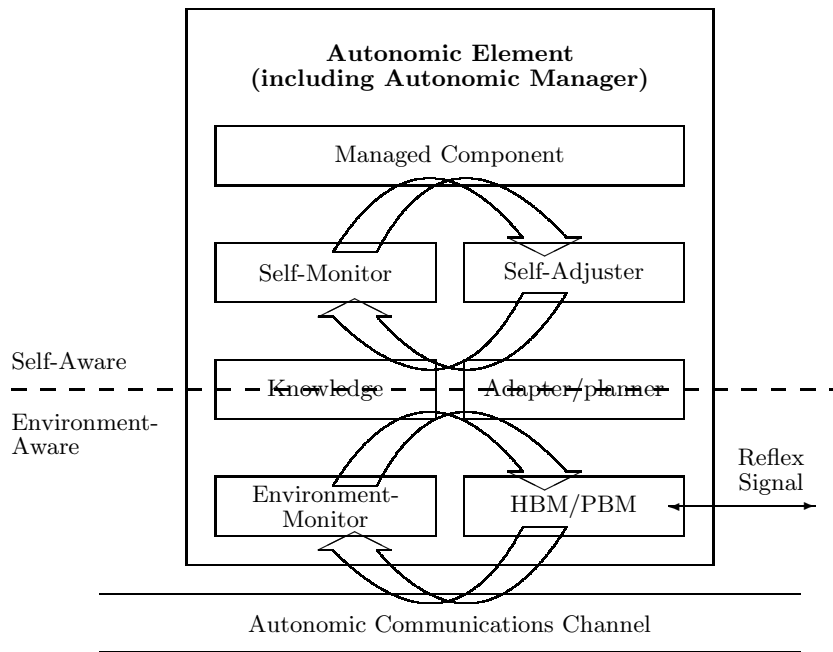 Autonomic Element
(including Autonomic Manager)
Managed Component
Self-Monitor
Self-Adjuster
Self-Aware
Knowledge
Adapter/planner
Environment-
Aware
Environment-
Monitor
HBM/PBM
Reflex
Signal
Autonomic Communications Channel